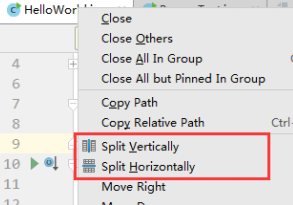 HelloWorld
Close
Close Others
Close All In Group
Close All but Pinned In Group
Copy Path
Copy Relative Path Ctrl
Split Vertically
Split Horizontally
Move Right
4
5
6
7
8
9
10
11